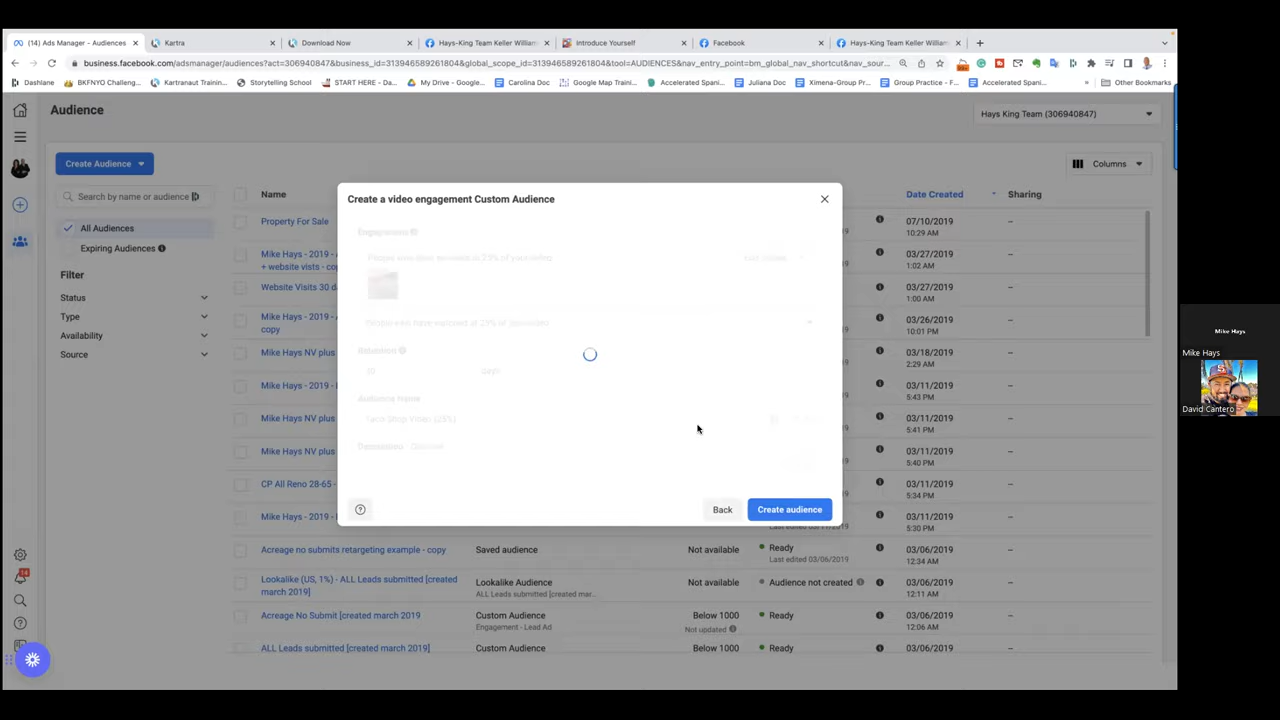 (14) Ads Manager - Audiences
Kartra
Download Now
Hays-King Team Keller William
Introduce Yourself
Facebook
Hays-King Team Keller William
business.facebook.com/adsmanager/audiences?act=306940847&business_id=313946589261804&global_scope_id=313946589261804&tool=AUDIENCES&nav_entry_point=bm_global_nav_shortcut&nav_sour...
Dashlane
BKFNYO Challeng...
Kartranaut Trainin...
Storytelling School
START HERE - Da...
My Drive - Google...
Carolina Doc
Google Map Traini...
Accelerated Spani...
Juliana Doc
Ximena-Group Pr...
Group Practice - F...
Accelerated Spani...
Other Bookmarks
Audience
Hays King Team (306940847)
Create Audience
Columns
Search by name or audience
Name
Date Created
Sharing
All Audiences
Expiring Audiences
Filter
Status
Type
Availability
Source
Property For Sale
07/10/2019
10:29 AM
--
Mike Hays - 2019 -
+ website vists - cop
03/27/2019
1:02 AM
--
Website Visits 30 d
03/27/2019
1:00 AM
--
Mike Hays - 2019 -
copy
03/26/2019
10:01 PM
--
Mike Hays NV plus
03/18/2019
2:29 AM
--
Mike Hays - 2019 -
03/11/2019
5:43 PM
--
Mike Hays NV plus
03/11/2019
5:41 PM
--
Mike Hays NV plus
03/11/2019
5:40 PM
--
CP All Reno 28-65 -
03/11/2019
5:34 PM
--
Mike Hays - 2019 -
03/11/2019
5:30 PM
--
Create a video engagement Custom Audience
Engagement
People who have watched at 25% of your video
People who have watched at 25% of your video
Retention
30
days
Audience Name
Taco Shop Video (25%)
Description
Optional
Back
Create audience
Acreage no submits retargeting example - copy
Saved audience
Not available
Ready
Last edited 03/06/2019
03/06/2019
12:34 AM
--
Lookalike (US, 1%) - ALL Leads submitted [created
march 2019]
Lookalike Audience
ALL Leads submitted [created mar...
Not available
Audience not created
03/06/2019
12:11 AM
--
Acreage No Submit [created march 2019
Custom Audience
Engagement - Lead Ad
Below 1000
Not updated
Ready
03/06/2019
12:06 AM
--
ALL Leads submitted [created march 2019]
Custom Audience
Below 1000
Ready
03/06/2019
--
Mike Hays
Mike Hays
David Cantero